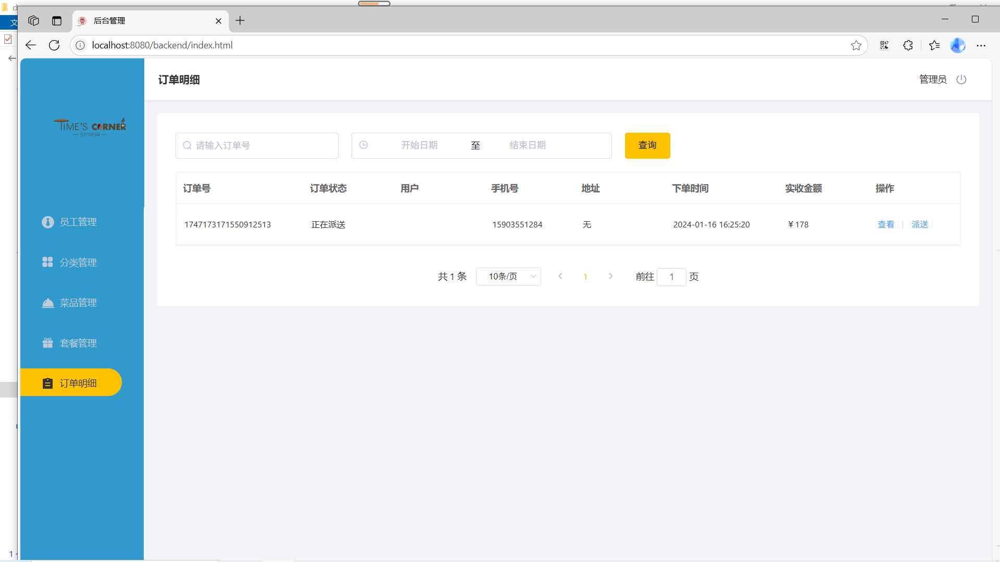 后台管理
文
localhost:8080/backend/index.html
TIME'S CORNER
订单明细
管理员
请输入订单号
开始日期 至 结束日期
查询
订单号 订单状态 用户 手机号 地址 下单时间 实收金额 操作
1747173171550912513 正在派送 15903551284 无 2024-01-16 16:25:20 ￥178 查看 派送
共 1 条 10条/页 1 前往 1 页
员工管理
分类管理
菜品管理
套餐管理
订单明细
1